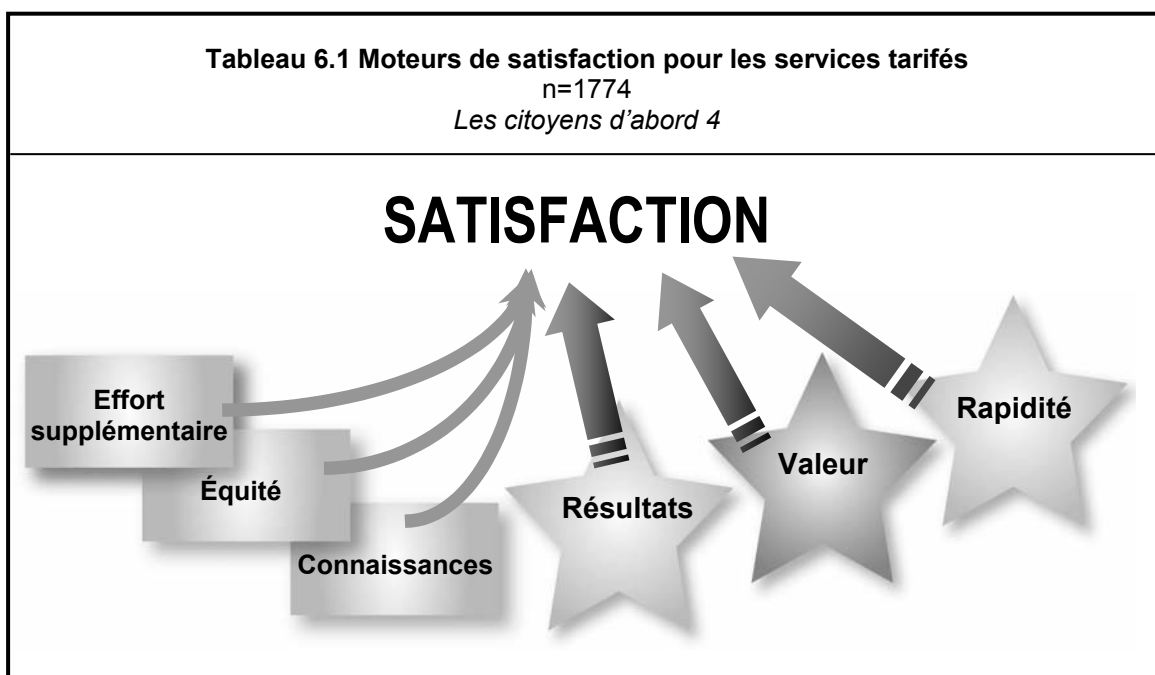 Tableau 6.1 Moteurs de satisfaction pour les services tarifés
n=1774
Les citoyens d’abord 4
SATISFACTION
Effort
supplémentaire
Équité
Connaissances
Résultats
Valeur
Rapidité